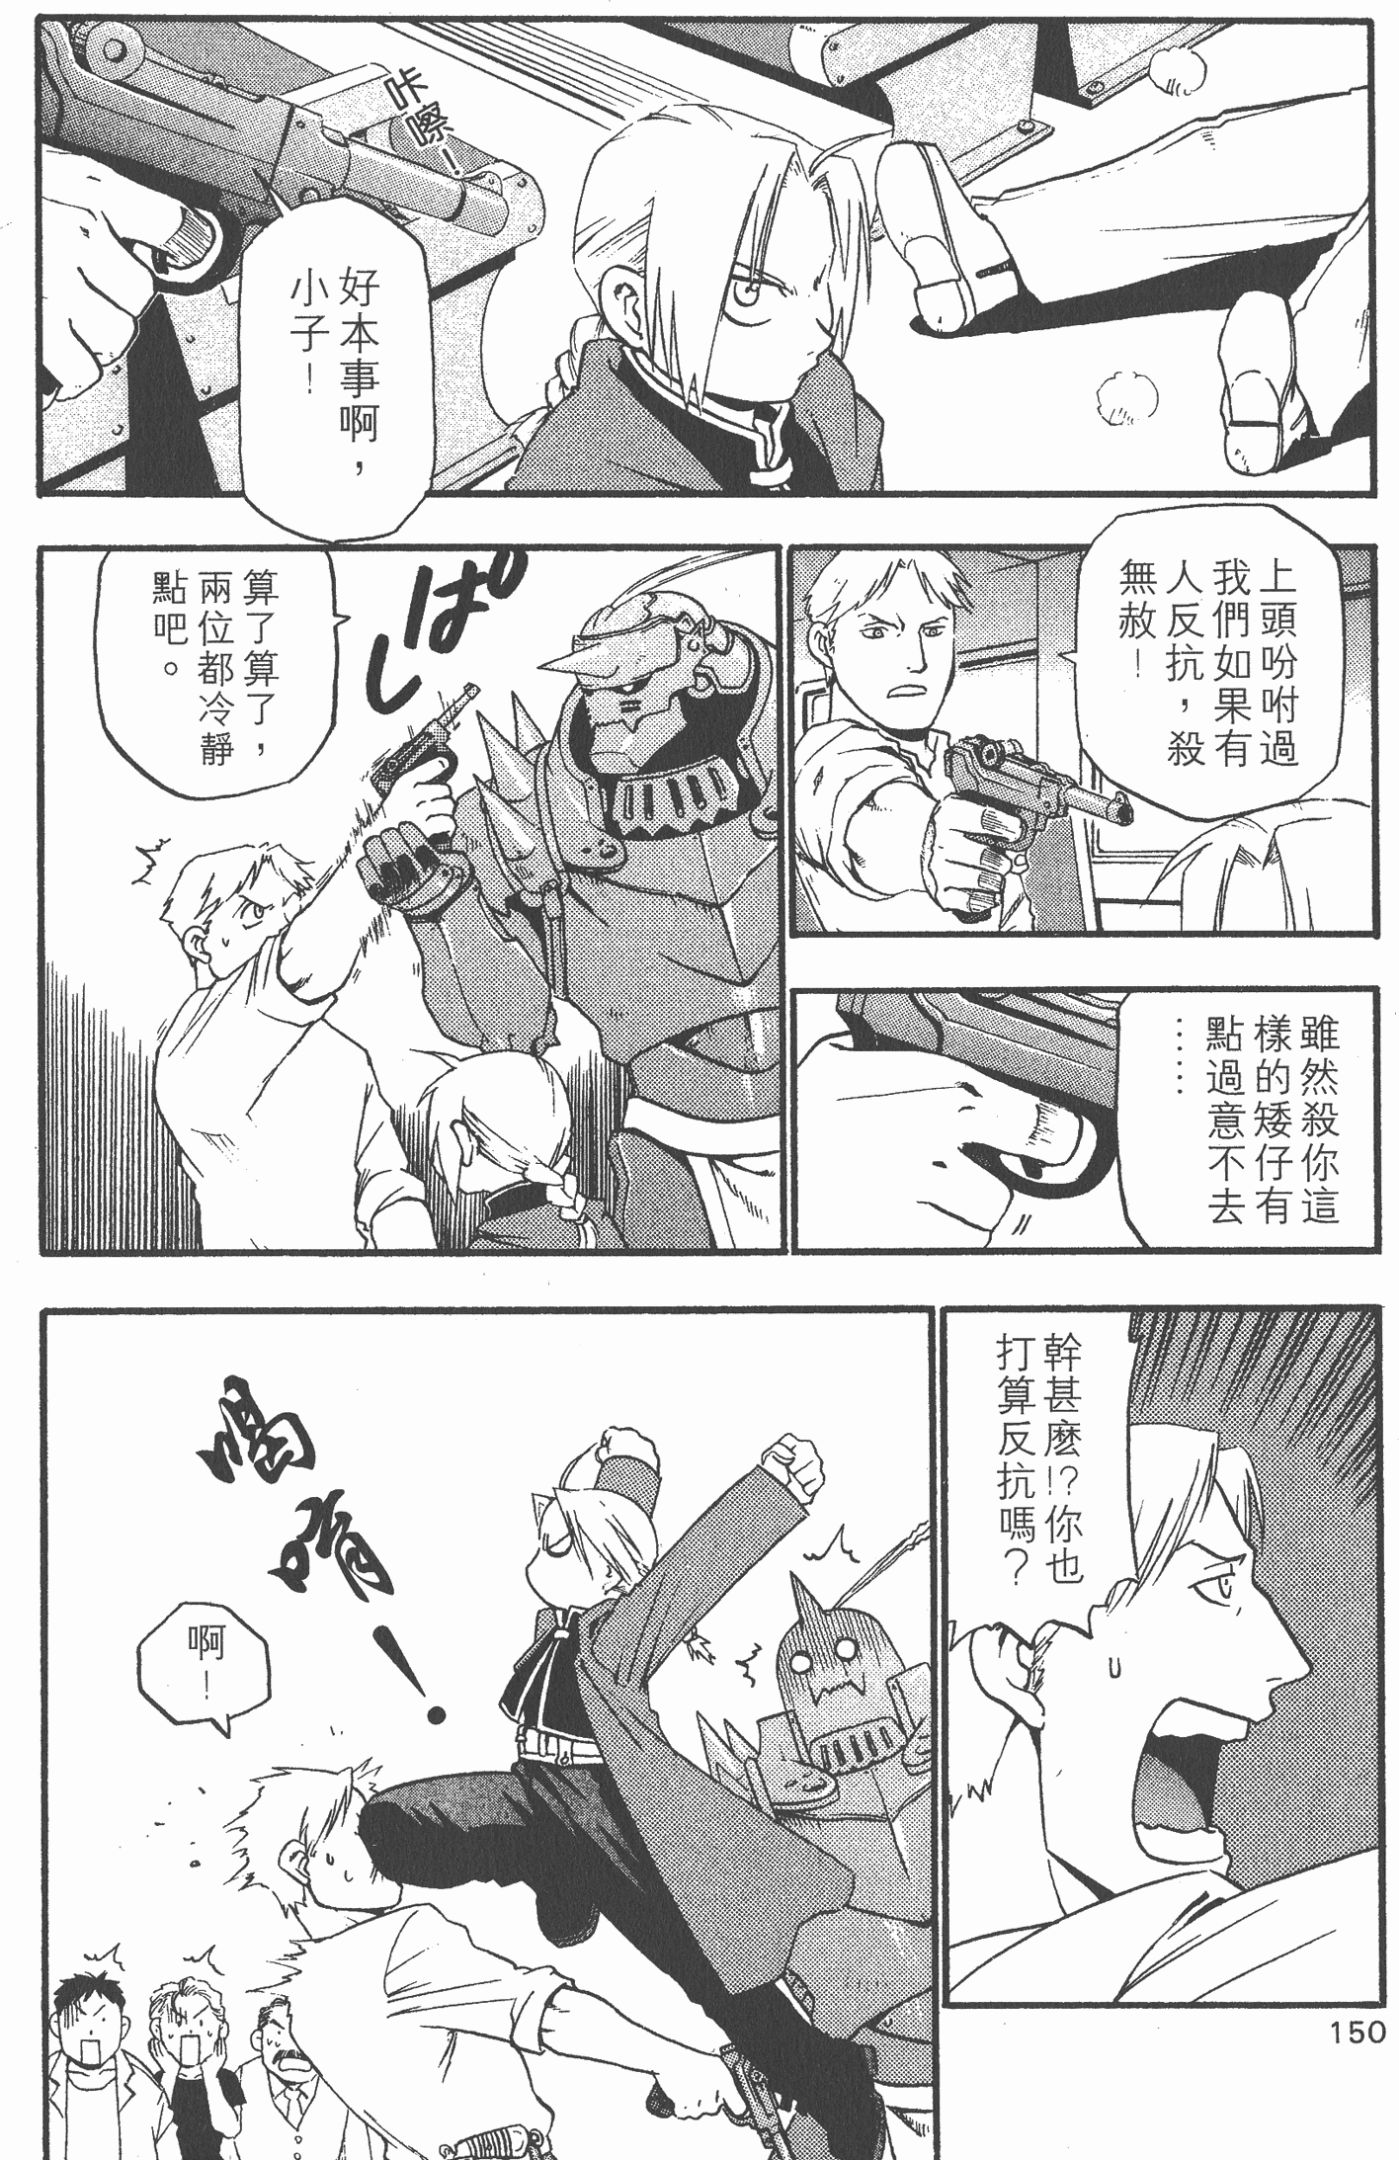 咔嚓！
好本事啊，
小子！
上頭吩咐過
我們如果有
人反抗，殺
無赦！
雖然殺你這
樣的矮仔有
點過意不去
⋯⋯
ぱし
算了算了，
兩位都冷靜
點吧。
幹甚麼!?你也
打算反抗嗎？
喝唷！
啊！
150